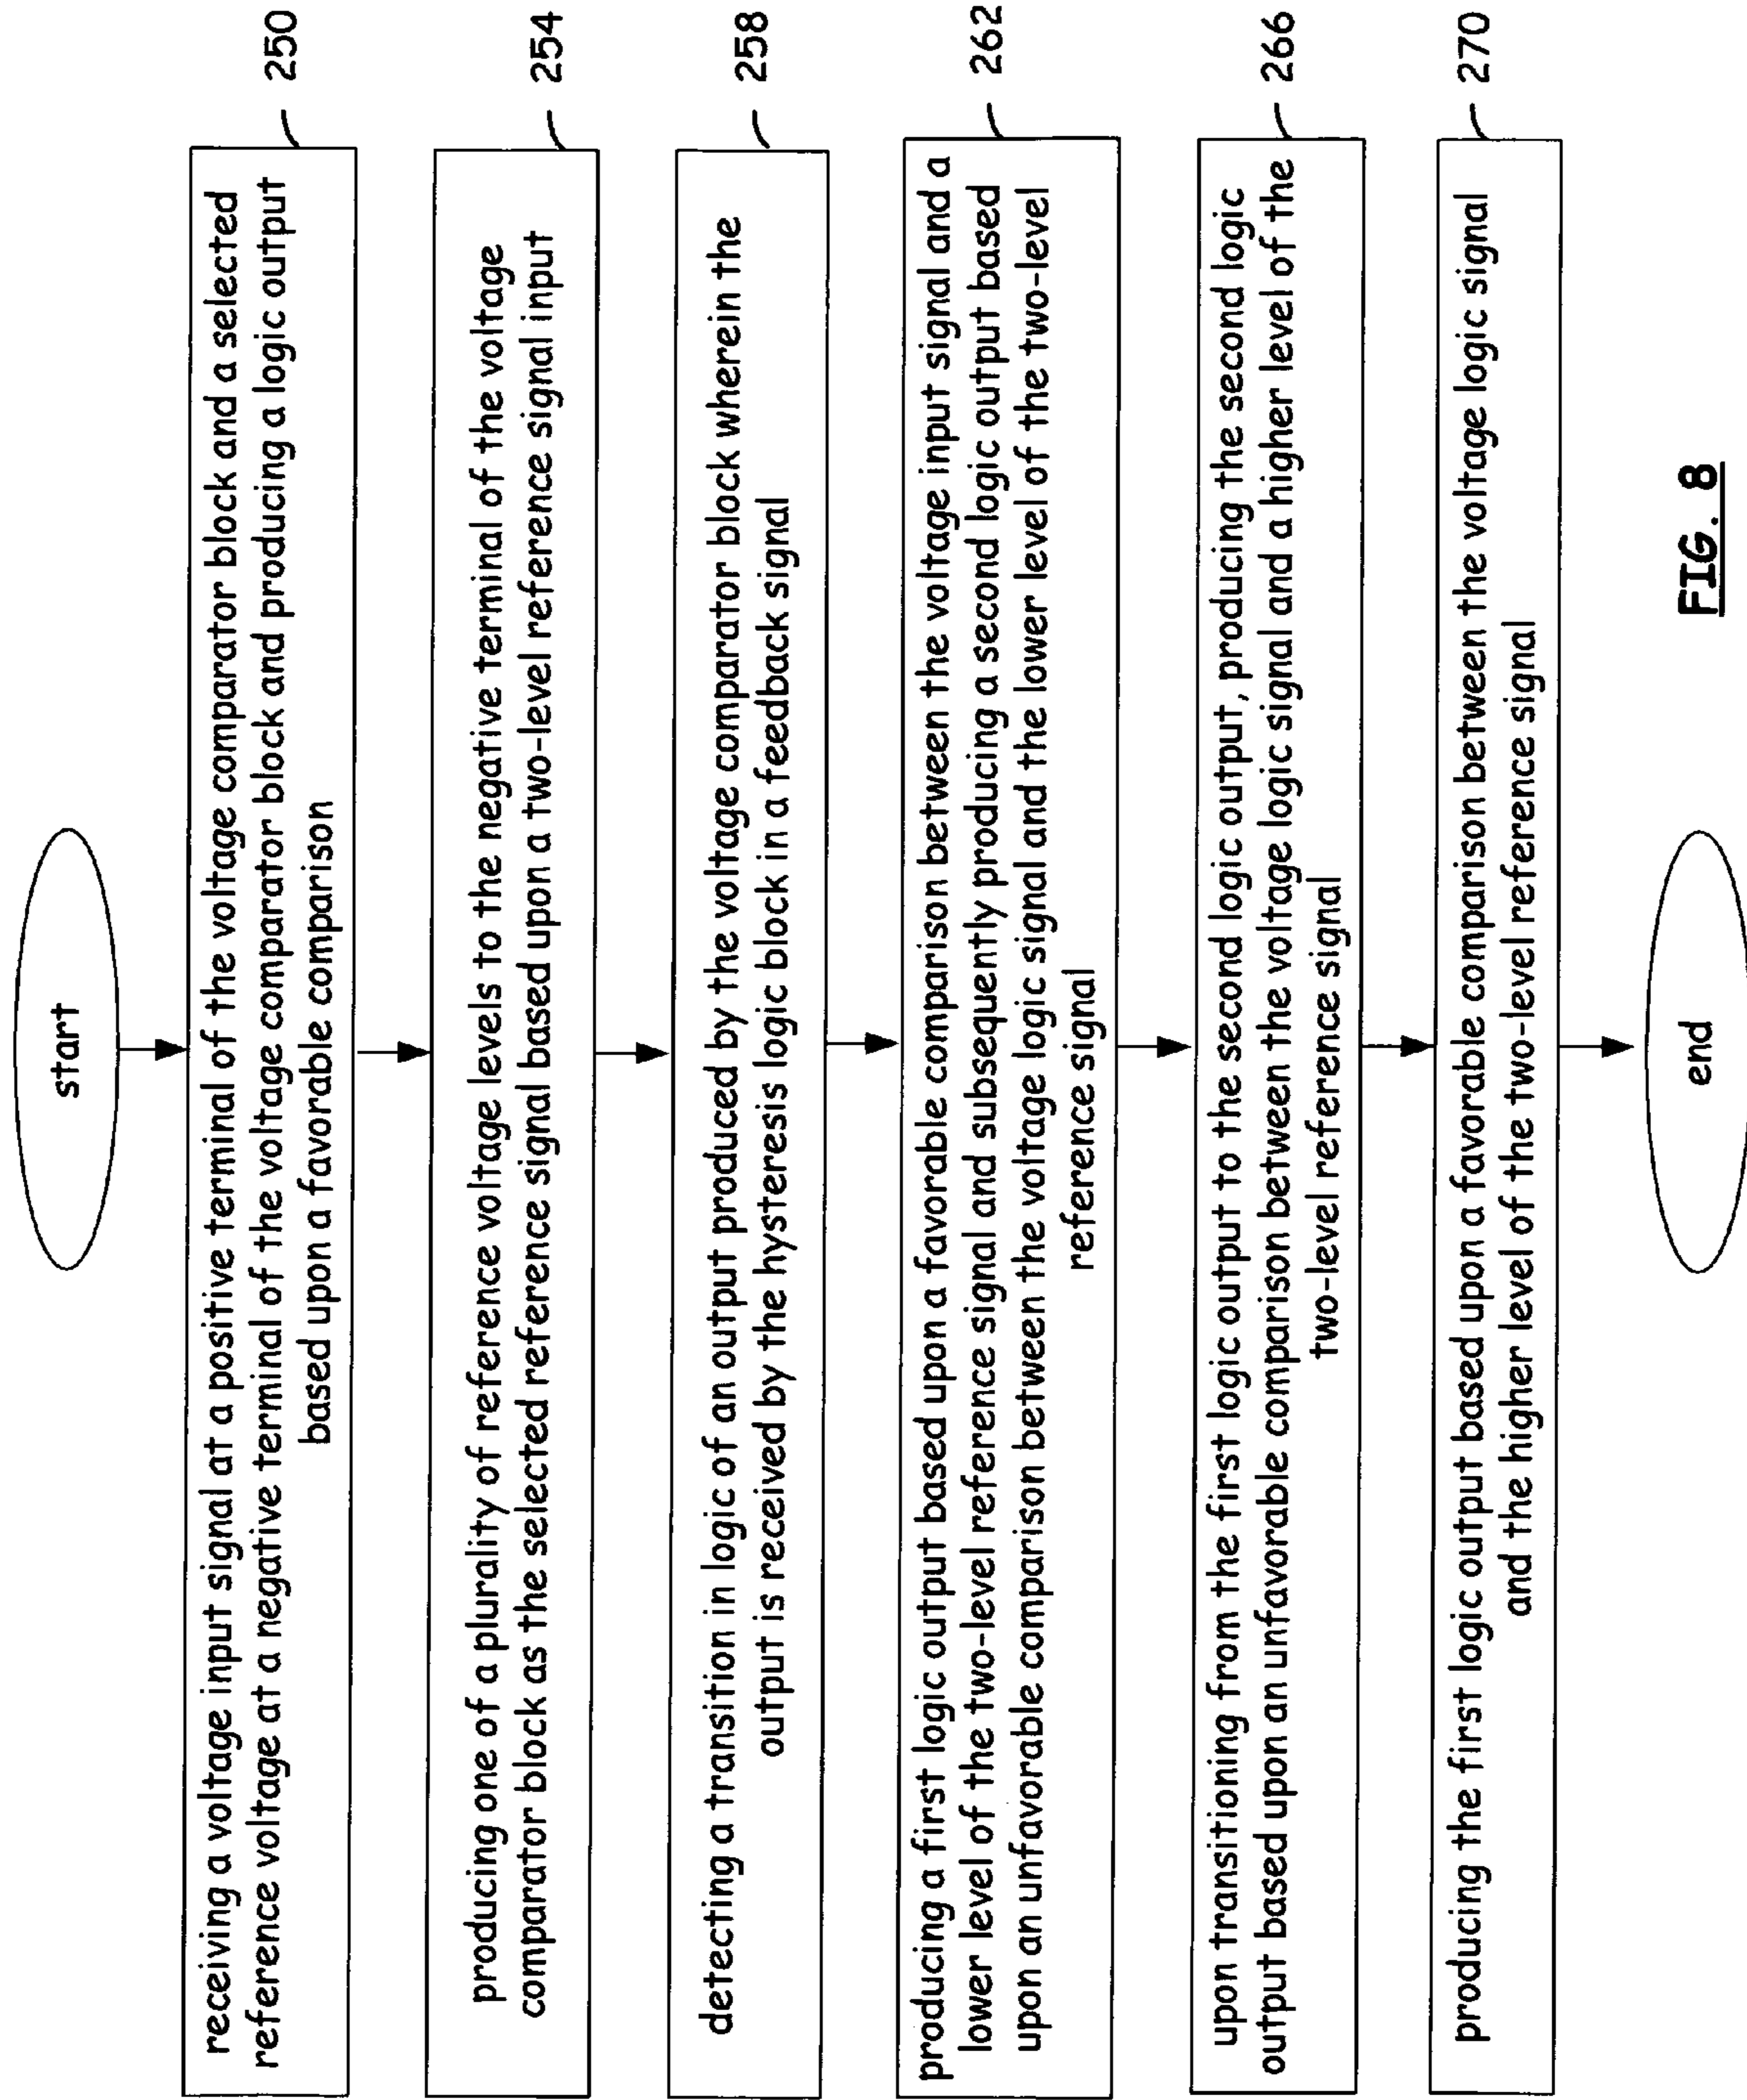 start
receiving a voltage input signal at a positive terminal of the voltage comparator block and a selected
reference voltage at a negative terminal of the voltage comparator block and producing a logic output
based upon a favorable comparison
250
producing one of a plurality of reference voltage levels to the negative terminal of the voltage
comparator block as the selected reference signal based upon a two-level reference signal input
254
detecting a transition in logic of an output produced by the voltage comparator block wherein the
output is received by the hysteresis logic block in a feedback signal
258
producing a first logic output based upon a favorable comparison between the voltage input signal and a
lower level of the two-level reference signal and subsequently producing a second logic output based
upon an unfavorable comparison between the voltage logic signal and the lower level of the two-level
reference signal
262
upon transitioning from the first logic output to the second logic output, producing the second logic
output based upon an unfavorable comparison between the voltage logic signal and a higher level of the
two-level reference signal
266
producing the first logic output based upon a favorable comparison between the voltage logic signal
and the higher level of the two-level reference signal
270
end
FIG. 8